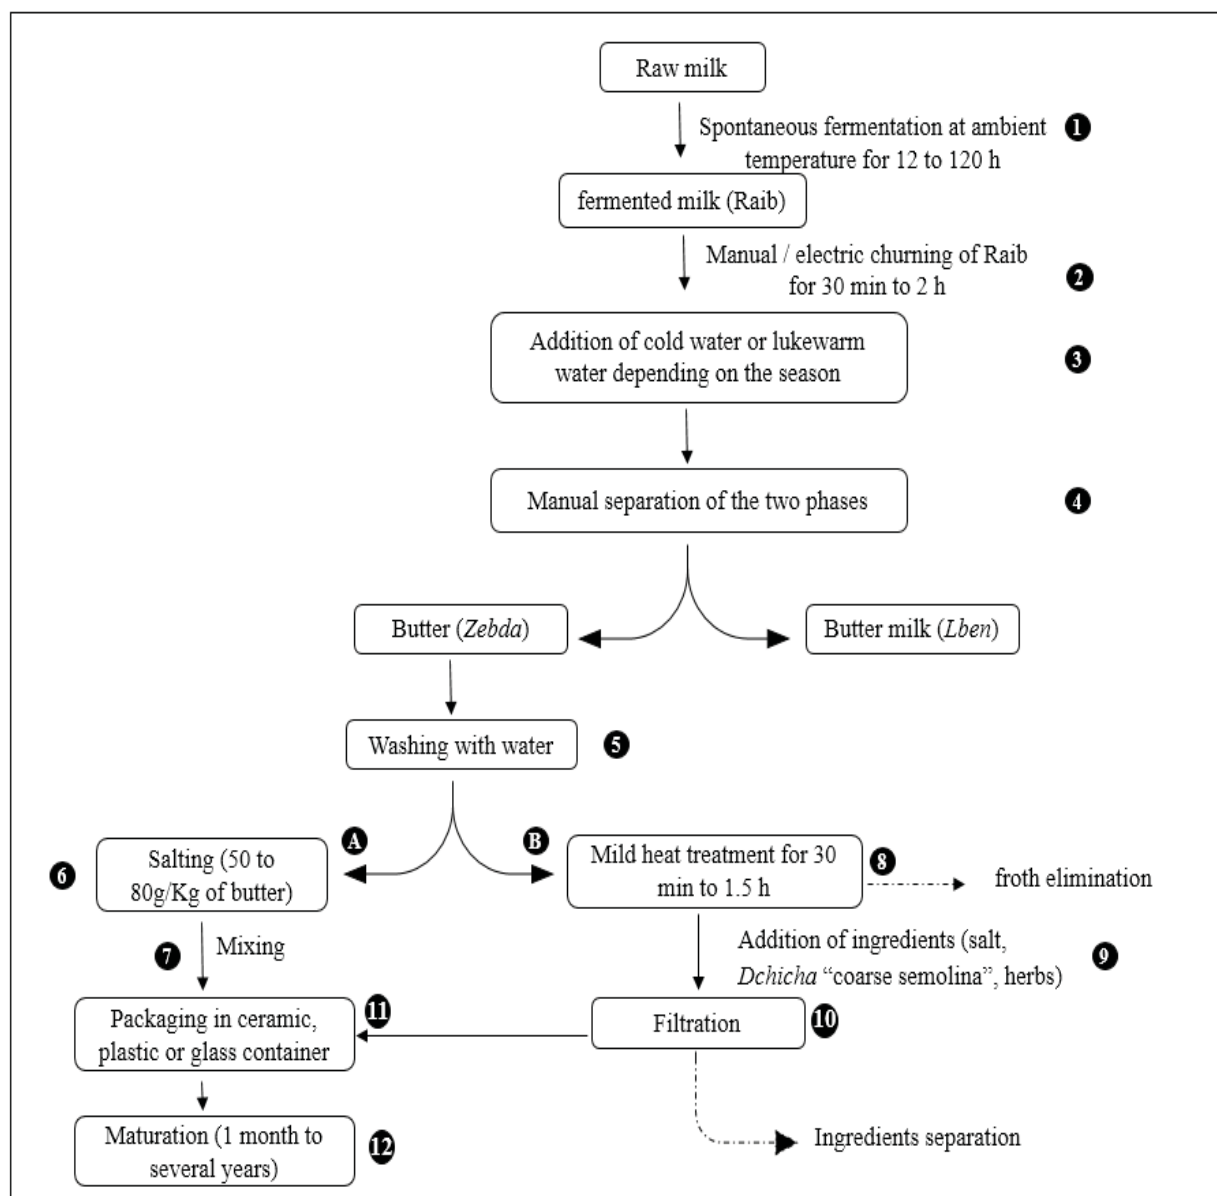 Raw milk
Spontaneous fermentation at ambient
temperature for 12 to 120 h
1
fermented milk (Raib)
Manual / electric churning of Raib
for 30 min to 2 h
2
Addition of cold water or lukewarm
water depending on the season
3
Manual separation of the two phases
4
Butter (Zebda)
Butter milk (Lben)
Washing with water
5
A
B
6
Salting (50 to
80g/Kg of butter)
Mild heat treatment for 30
min to 1.5 h
8
froth elimination
7
Mixing
Addition of ingredients (salt,
Dchicha “coarse semolina”, herbs)
9
Packaging in ceramic,
plastic or glass container
11
Filtration
10
Maturation (1 month to
several years)
12
Ingredients separation